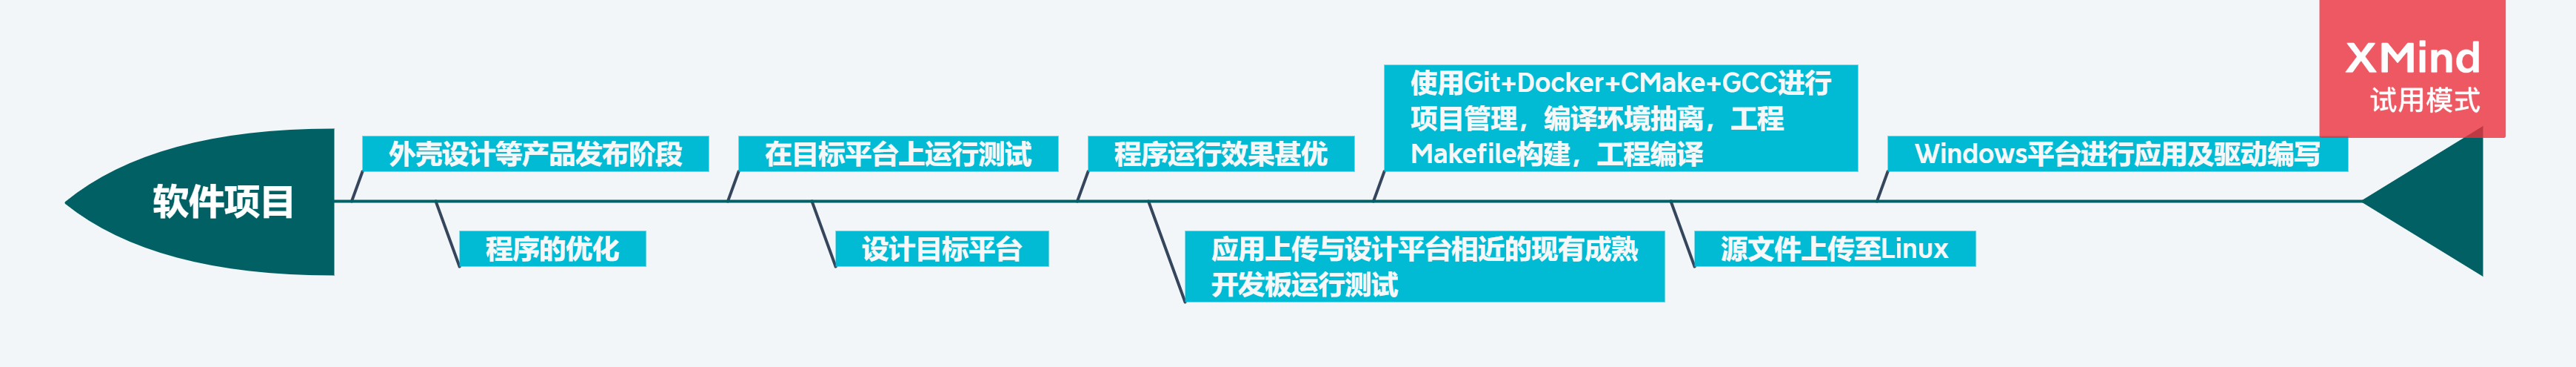 XMind
试用模式
使用Git+Docker+CMake+GCC进行
项目管理，编译环境抽离，工程
Makefile构建，工程编译
外壳设计等产品发布阶段
在目标平台上运行测试
程序运行效果甚优
Windows平台进行应用及驱动编写
软件项目
程序的优化
设计目标平台
应用上传与设计平台相近的现有成熟
开发板运行测试
源文件上传至Linux